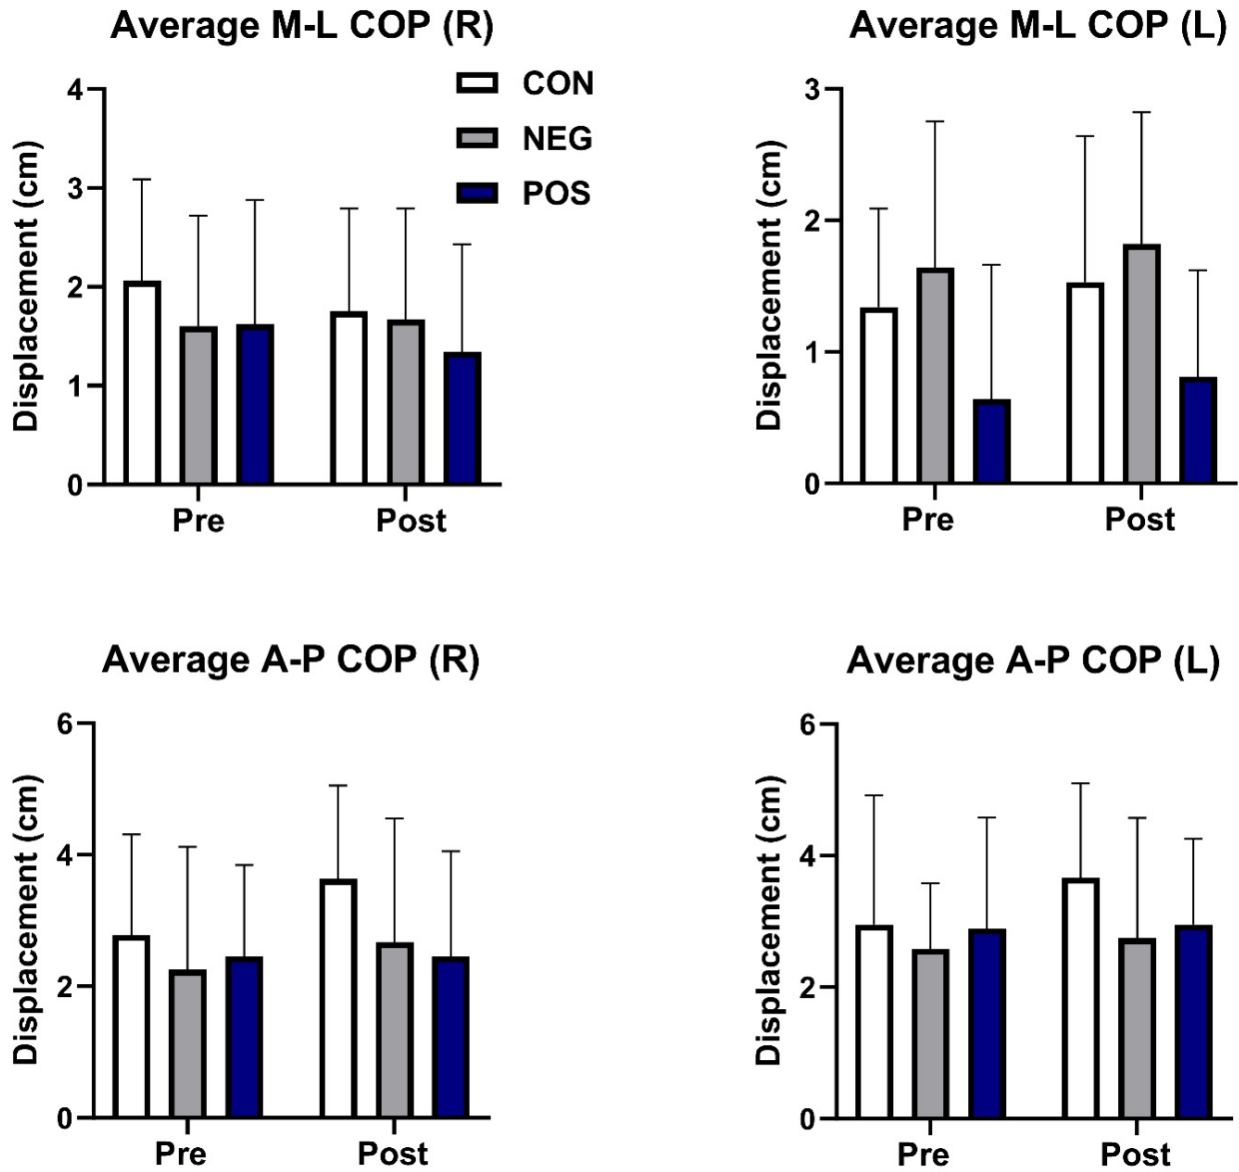 Average M-L COP (R)
CON
NEG
POS
Displacement (cm)
4
3
2
1
0
Pre Post
Average M-L COP (L)
Displacement (cm)
3
2
1
0
Pre Post
Average A-P COP (R)
Displacement (cm)
6
4
2
0
Pre Post
Average A-P COP (L)
Displacement (cm)
6
4
2
0
Pre Post